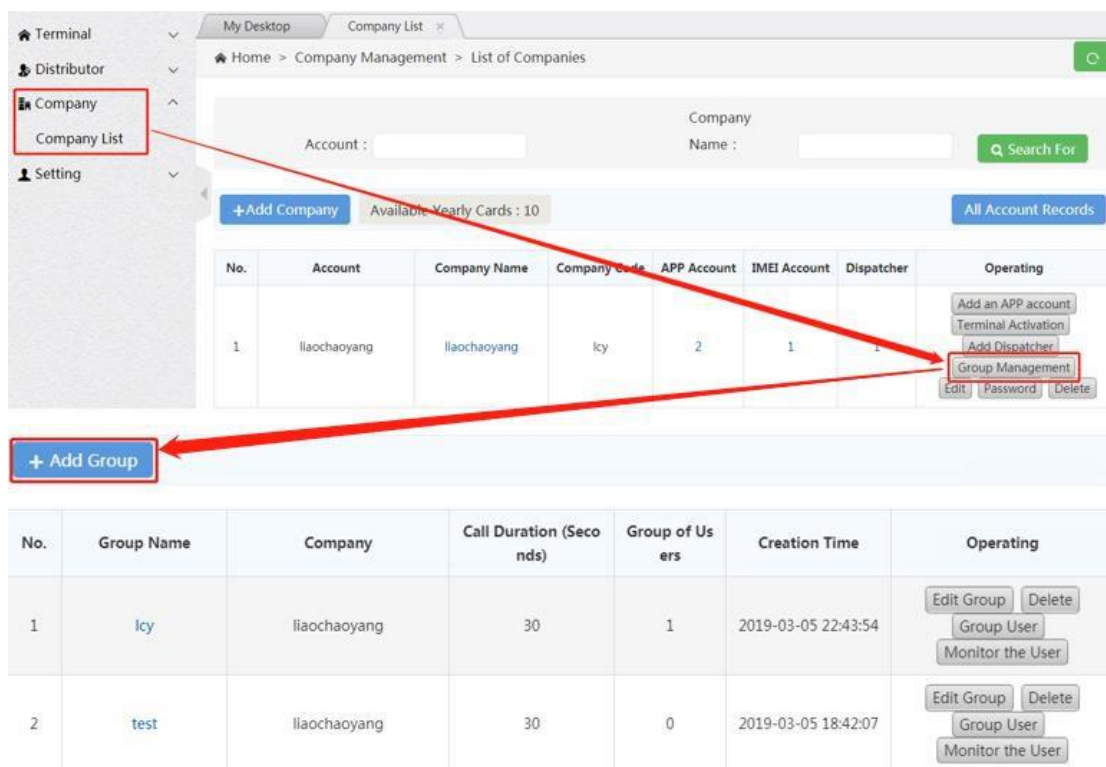 Terminal
Distributor
Company
Company List
Setting
My Desktop
Company List ×
Home > Company Management > List of Companies
Account :
Company Name :
Search For
+Add Company
Available Yearly Cards : 10
All Account Records
No. Account Company Name Company Code APP Account IMEI Account Dispatcher Operating
1 liaochaoyang liaochaoyang lcy 2 1 1
Add an APP account
Terminal Activation
Add Dispatcher
Group Management
Edit Password Delete
+ Add Group
No. Group Name Company Call Duration (Seconds) Group of Users Creation Time Operating
1 lcy liaochaoyang 30 1 2019-03-05 22:43:54
Edit Group Delete
Group User
Monitor the User
2 test liaochaoyang 30 0 2019-03-05 18:42:07
Edit Group Delete
Group User
Monitor the User